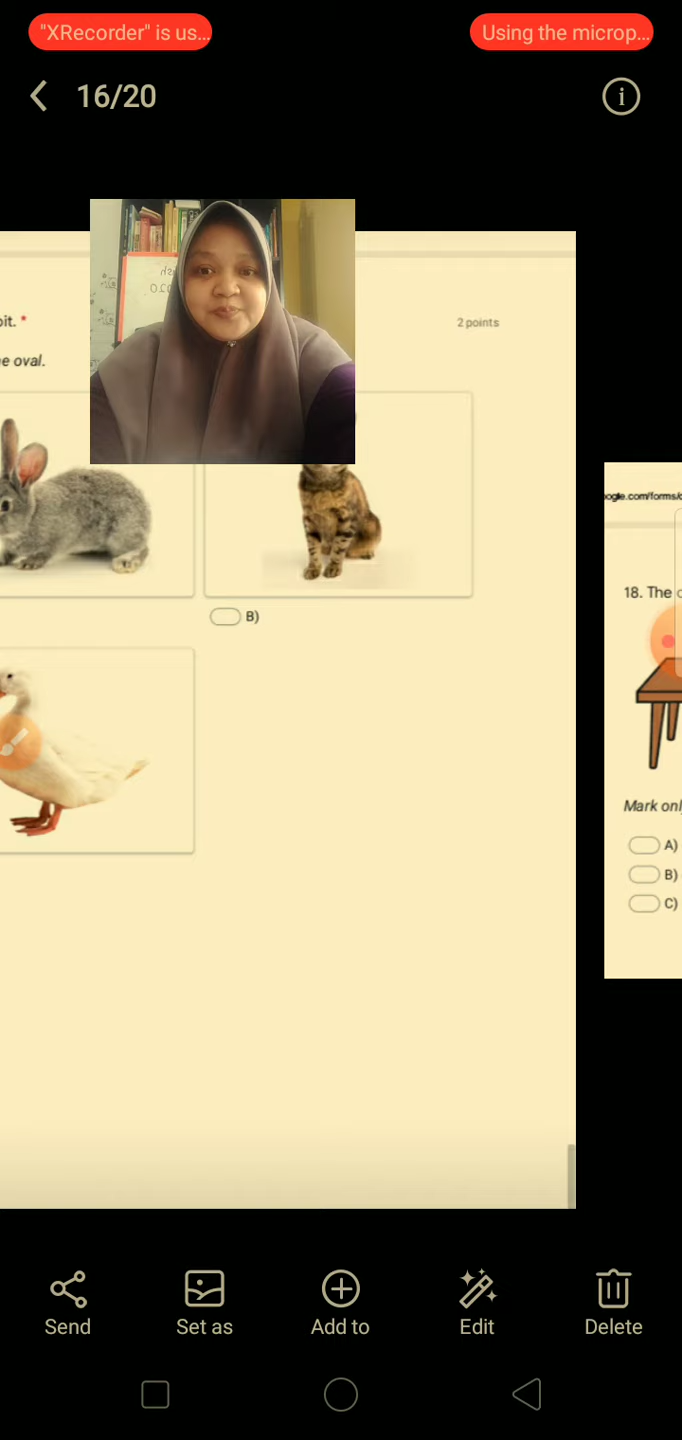 "XRecorder" is us...
Using the microp...
16/20
2 points
oit. *
e oval.
B)
ogle.com/forms/
18. The
Mark onl
A)
B)
C)
Send
Set as
Add to
Edit
Delete